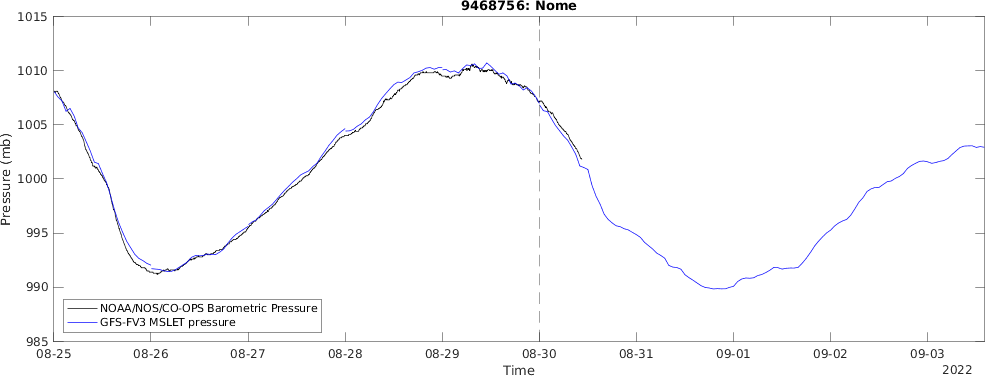 9468756: Nome
1015
1010
1005
1000
995
990
985
Pressure (mb)
NOAA/NOS/CO-OPS Barometric Pressure
GFS-FV3 MSLET pressure
08-25 08-26 08-27 08-28 08-29 08-30 08-31 09-01 09-02 09-03
Time
2022